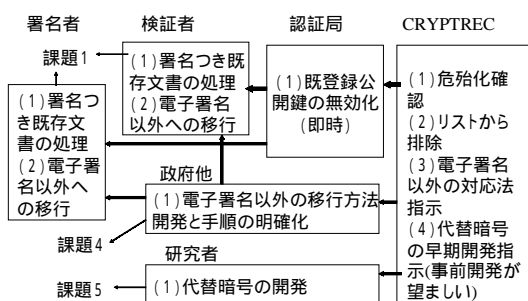 署名者
検証者
認証局
CRYPTREC
課題1
(1)署名つき既
存文書の処理
(2)電子署名
以外への移行
(1)既登録公
開鍵の無効化
(即時)
(1)危殆化確
認
(2)リストから
排除
(3)電子署名
以外の対応法
指示
(4)代替暗号
の早期開発指
示(事前開発が
望ましい)
(1)署名つ
き既存文
書の処理
(2)電子署
名以外へ
の移行
政府他
(1)電子署名以外の移行方法
開発と手順の明確化
課題4
研究者
(1)代替暗号の開発
課題5